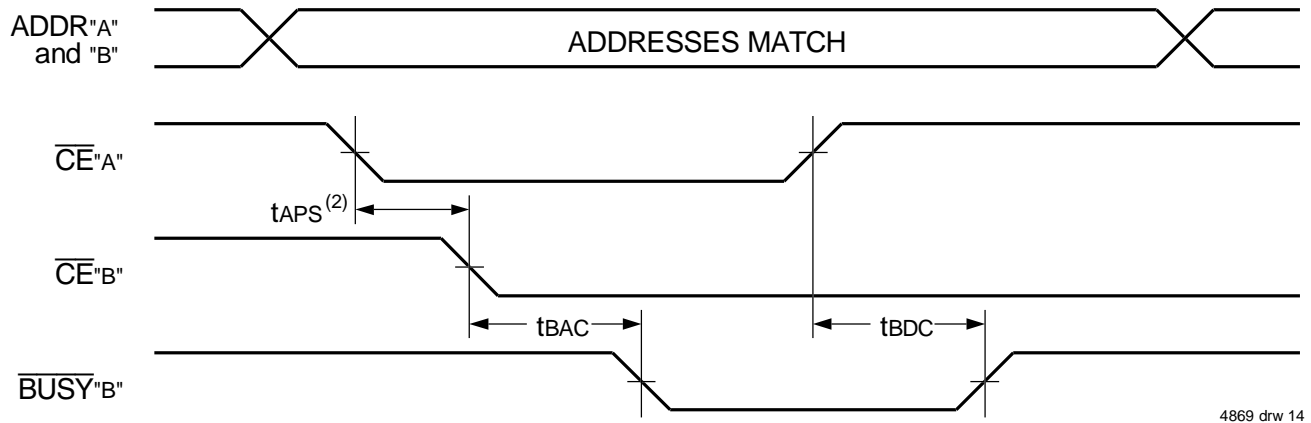 ADDR"A"
and "B"
ADDRESSES MATCH
CE"A"
tAPS(2)
CE"B"
tBAC
tBDC
BUSY"B"
4869 drw 14